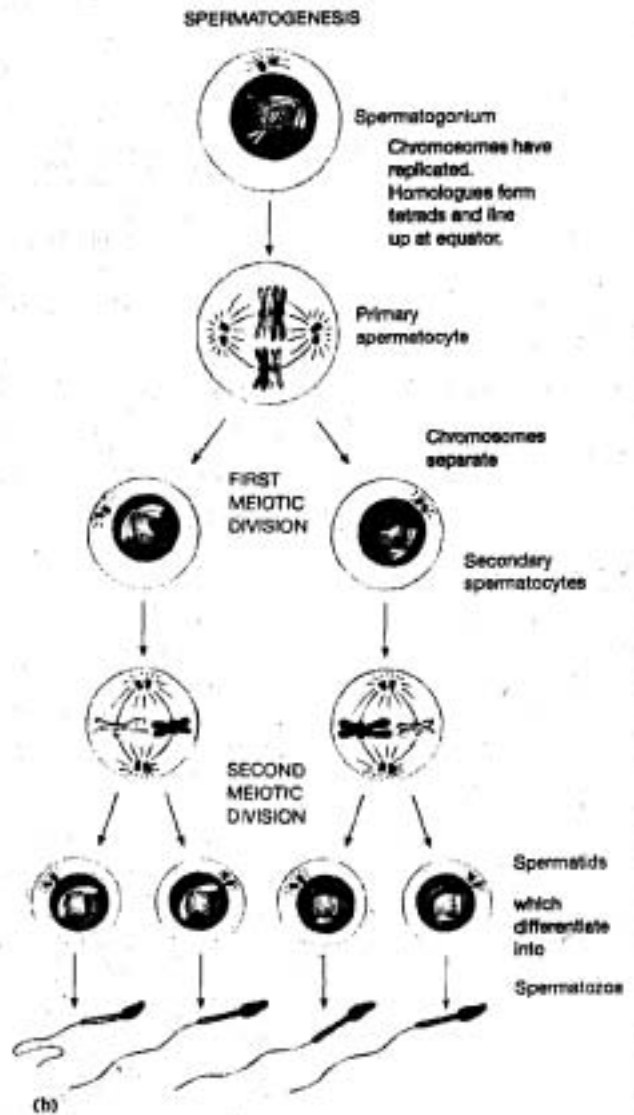 SPERMATOGENESIS
Spermatogonium
Chromosomes have
replicated.
Homologues form
tetrads and line
up at equator.
Primary
spermatocyte
Chromosomes
separate
FIRST
MEIOTIC
DIVISION
Secondary
spermatocytes
SECOND
MEIOTIC
DIVISION
Spermatids
which
differentiate
into
Spermatozoa
(b)